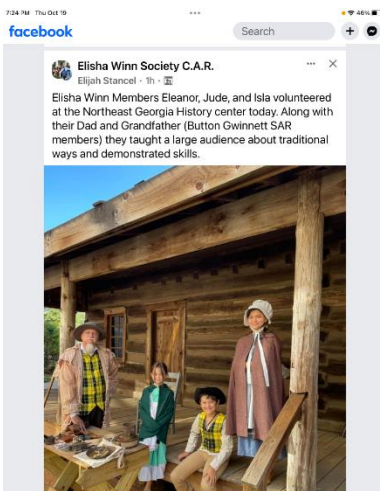 7:24 PM Thu Oct 19
46%
facebook
Search
Elisha Winn Society C.A.R.
Elijah Stancel · 1h ·
Elisha Winn Members Eleanor, Jude, and Isla volunteered
at the Northeast Georgia History center today. Along with
their Dad and Grandfather (Button Gwinnett SAR
members) they taught a large audience about traditional
ways and demonstrated skills.